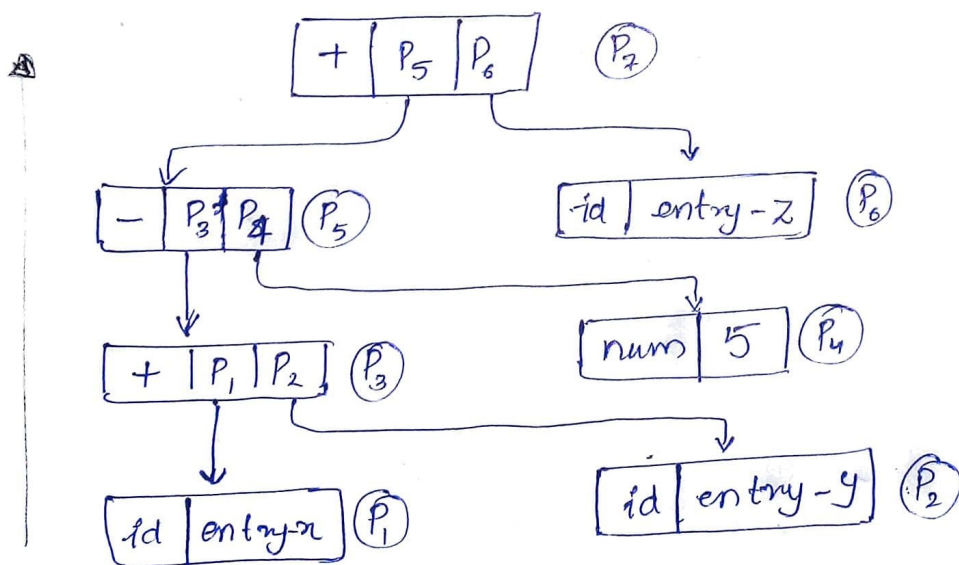 + P5 P6 P7
- P3 P4 P5
id entry-z P6
num 5 P4
+ P1 P2 P3
id entry-x P1
id entry-y P2